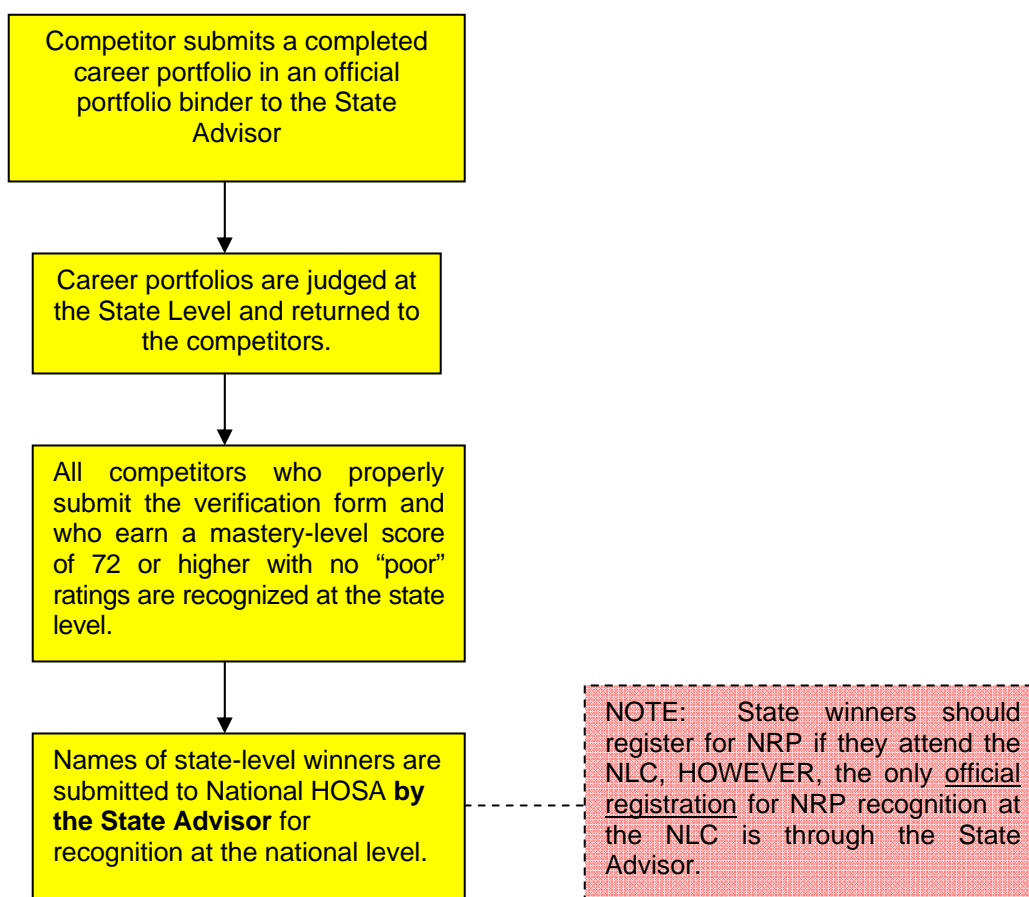 Competitor submits a completed
career portfolio in an official
portfolio binder to the State
Advisor
Career portfolios are judged at
the State Level and returned to
the competitors.
All competitors who properly
submit the verification form and
who earn a mastery-level score
of 72 or higher with no “poor”
ratings are recognized at the state
level.
Names of state-level winners are
submitted to National HOSA by
the State Advisor for
recognition at the national level.
NOTE: State winners should
register for NRP if they attend the
NLC, HOWEVER, the only official
registration for NRP recognition at
the NLC is through the State
Advisor.